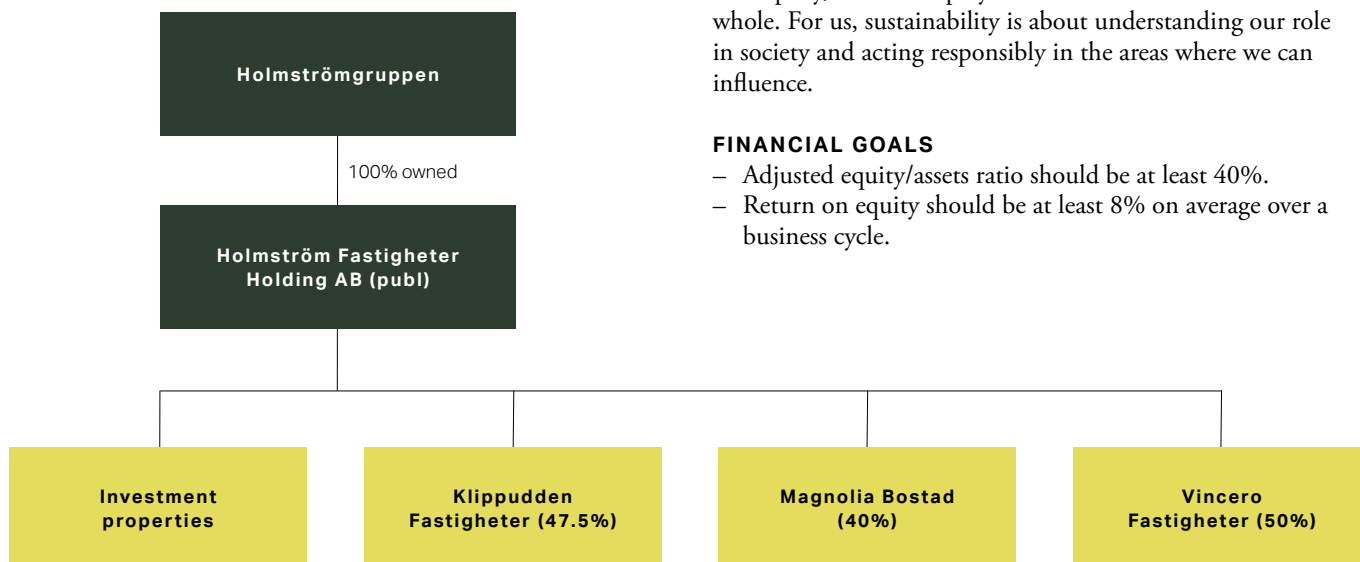 whole. For us, sustainability is about understanding our role
in society and acting responsibly in the areas where we can
influence.
FINANCIAL GOALS
– Adjusted equity/assets ratio should be at least 40%.
– Return on equity should be at least 8% on average over a
business cycle.
Holmströmgruppen
100% owned
Holmström Fastigheter
Holding AB (publ)
Investment
properties
Klippudden
Fastigheter (47.5%)
Magnolia Bostad
(40%)
Vincero
Fastigheter (50%)